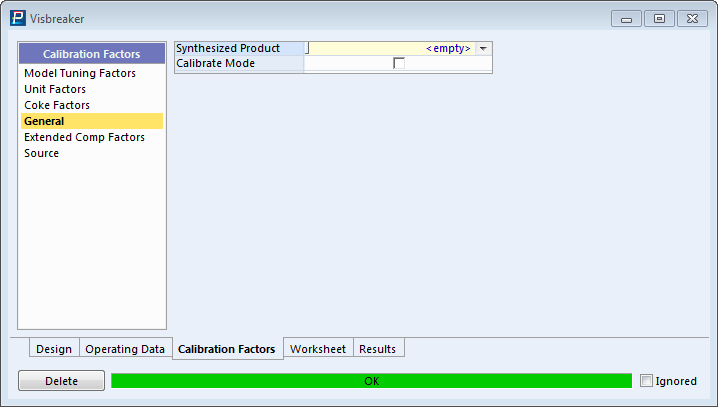 Visbreaker
Calibration Factors
Model Tuning Factors
Unit Factors
Coke Factors
General
Extended Comp Factors
Source
Synthesized Product <empty>
Calibrate Mode
Design Operating Data Calibration Factors Worksheet Results
Delete OK Ignored